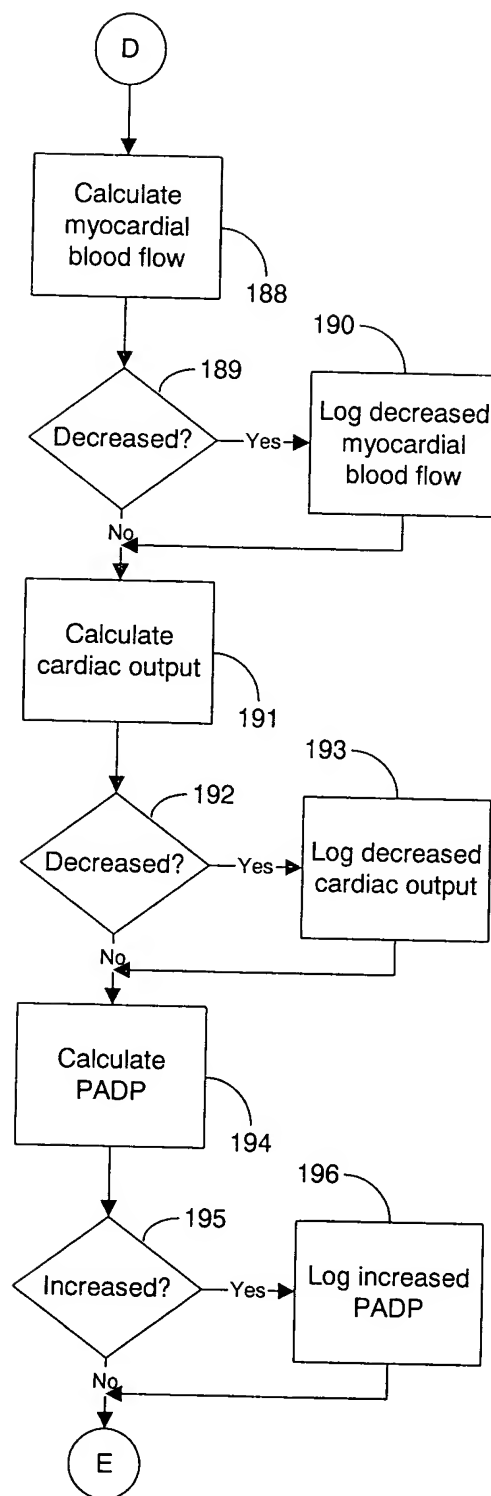 D
Calculate
myocardial
blood flow
188
189
190
Decreased?
Yes
Log decreased
myocardial
blood flow
No
Calculate
cardiac output
191
192
193
Decreased?
Yes
Log decreased
cardiac output
No
Calculate
PADP
194
195
196
Increased?
Yes
Log increased
PADP
No
E